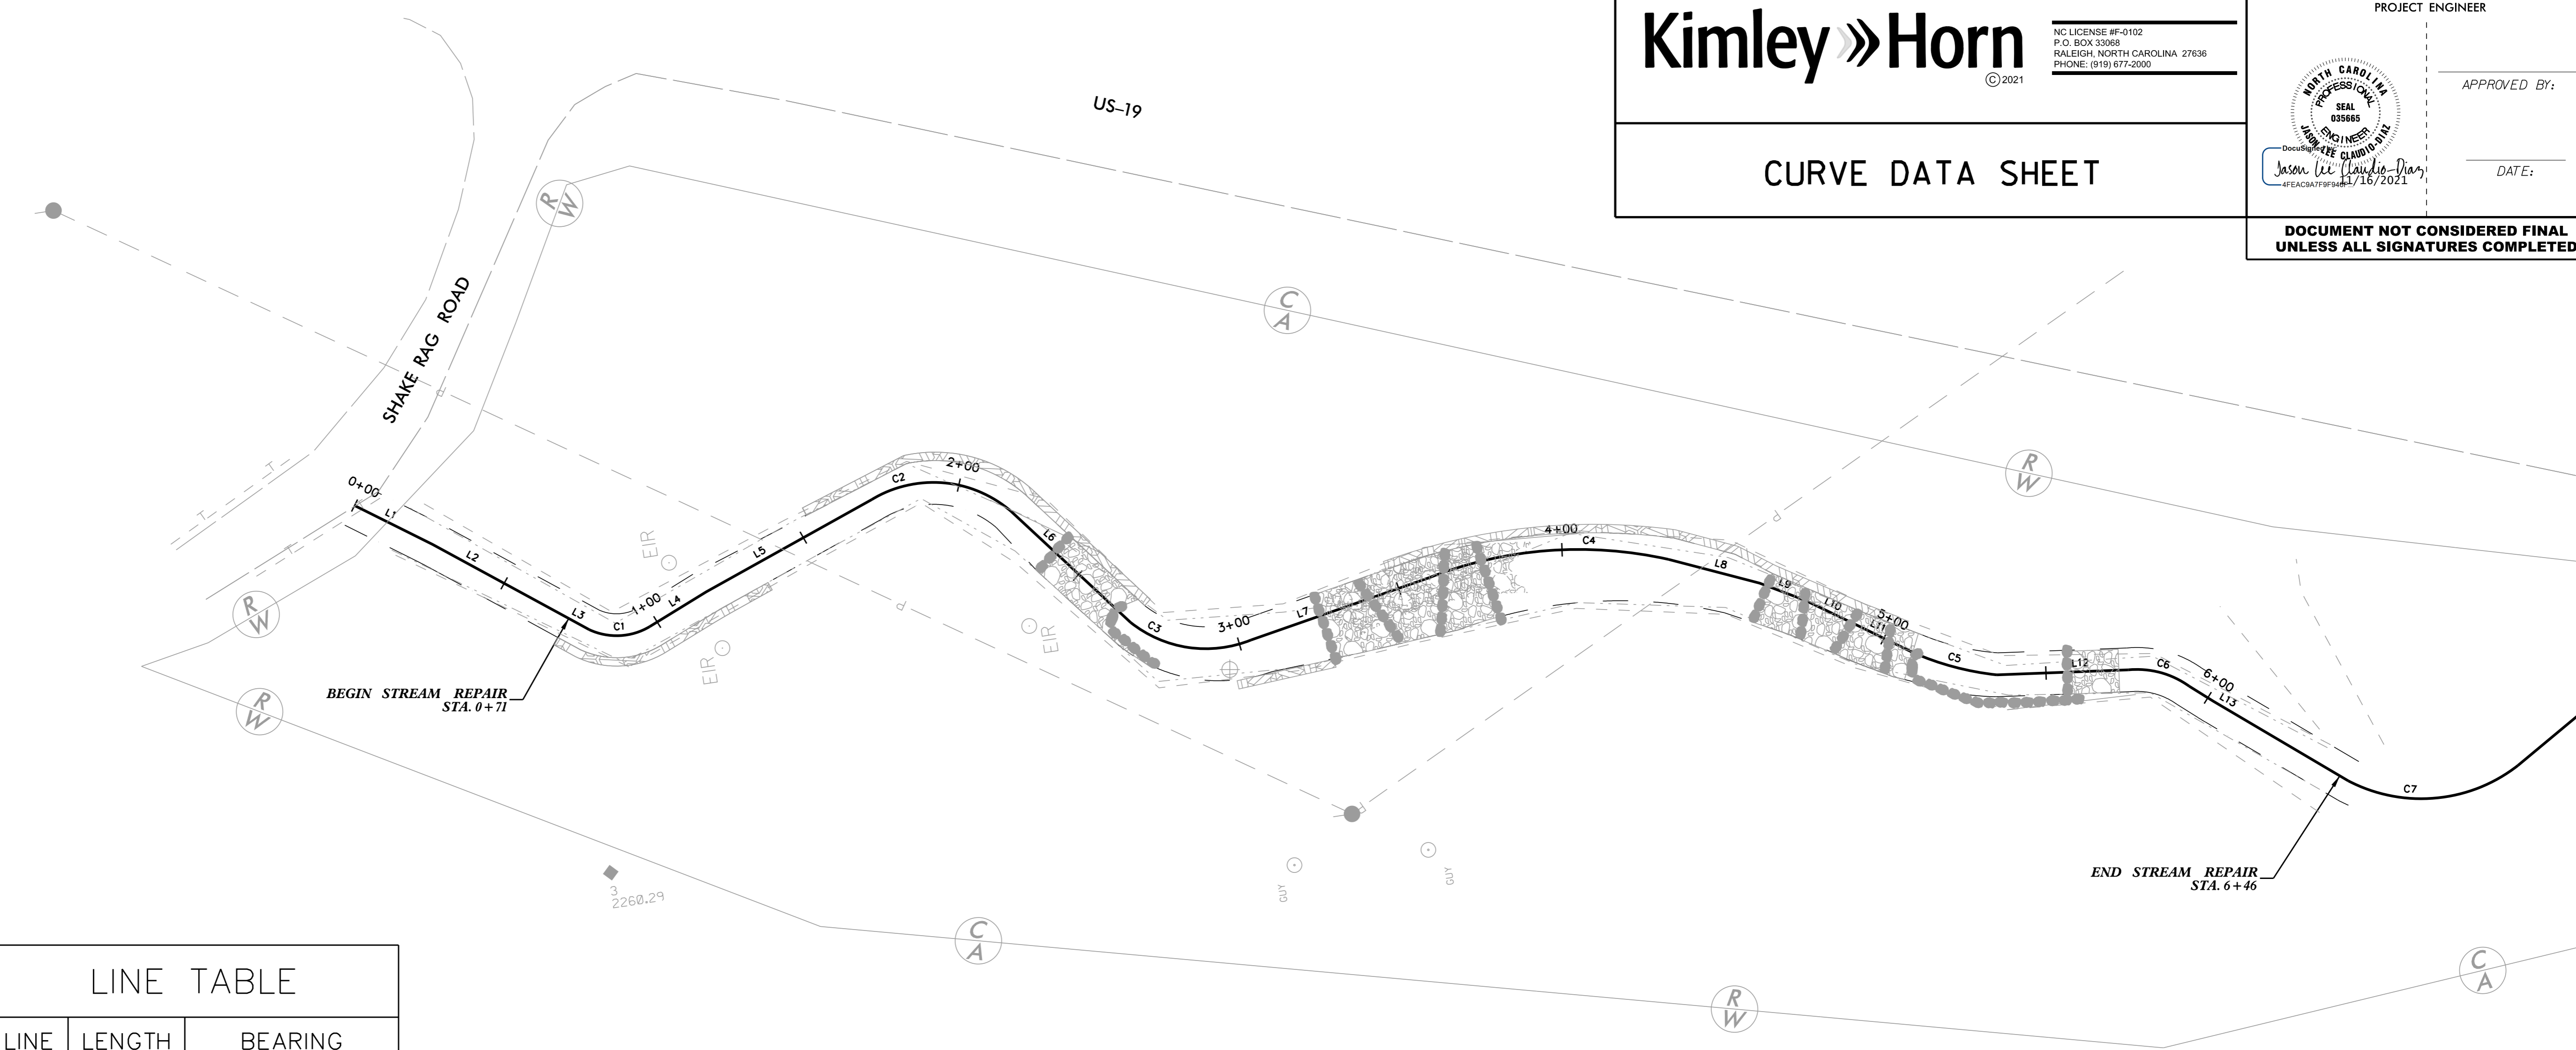 PROJECT ENGINEER
Kimley Horn
© 2021
NC LICENSE #F-0102
P.O. BOX 33068
RALEIGH, NORTH CAROLINA 27636
PHONE: (919) 677-2000
NORTH CAROLINA
PROFESSIONAL
SEAL
035665
ENGINEER
JASON LEE CLAUDIO-DIAZ
Jason Lee Claudio-Diaz
11/16/2021
APPROVED BY:
DATE:
CURVE DATA SHEET
DOCUMENT NOT CONSIDERED FINAL
UNLESS ALL SIGNATURES COMPLETED
US-19
SHAKE RAG ROAD
R W
C A
R W
P
P
P
T
T
T
0+00
L1
L2
L3
C1
1+00
L4
L5
C2
2+00
L6
C3
3+00
L7
4+00
C4
L8
L9
L10
L11
5+00
C5
L12
C6
6+00
L13
C7
EIR
EIR
EIR
R W
R W
BEGIN STREAM REPAIR
STA. 0+71
END STREAM REPAIR
STA. 6+46
GUY
GUY
3
2260.29
C A
R W
C A
LINE TABLE
LINE LENGTH BEARING